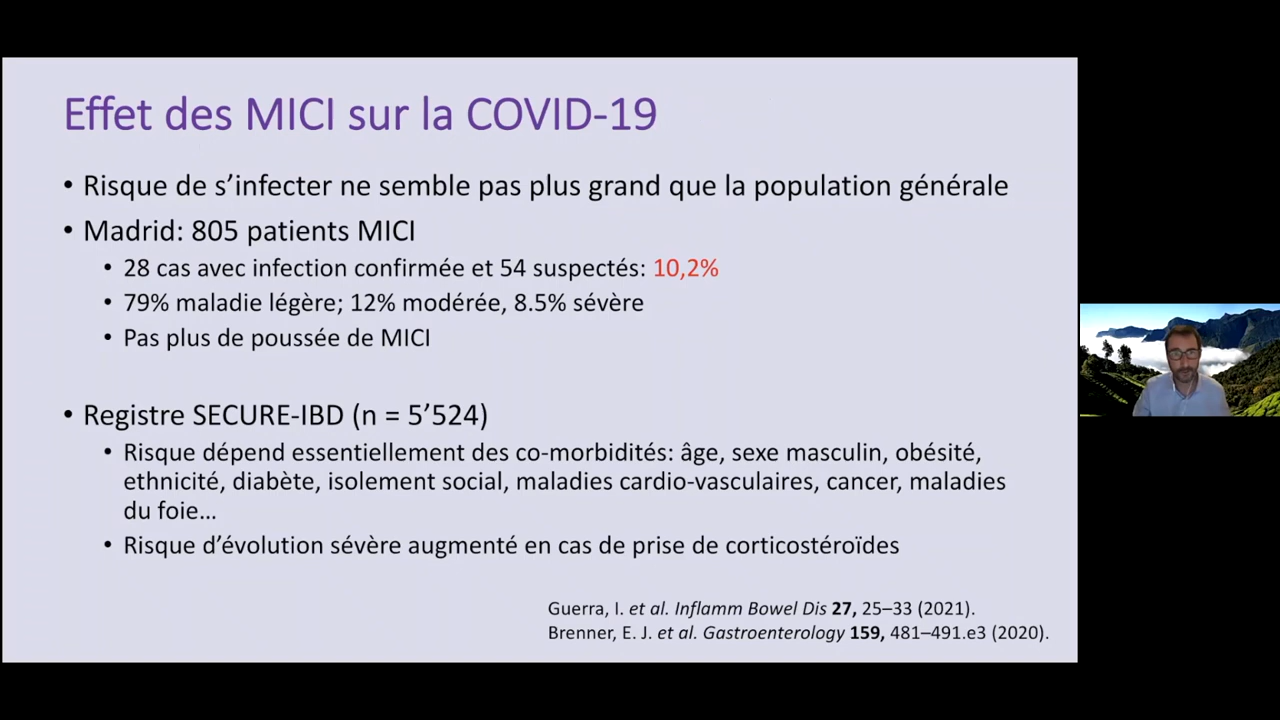 Effet des MICI sur la COVID-19
• Risque de s’infecter ne semble pas plus grand que la population générale
• Madrid: 805 patients MICI
• 28 cas avec infection confirmée et 54 suspectés: 10,2%
• 79% maladie légère; 12% modérée, 8.5% sévère
• Pas plus de poussée de MICI
• Registre SECURE-IBD (n = 5’524)
• Risque dépend essentiellement des co-morbidités: âge, sexe masculin, obésité,
ethnicité, diabète, isolement social, maladies cardio-vasculaires, cancer, maladies
du foie…
• Risque d’évolution sévère augmenté en cas de prise de corticostéroïdes
Guerra, I. et al. Inflamm Bowel Dis 27, 25–33 (2021).
Brenner, E. J. et al. Gastroenterology 159, 481–491.e3 (2020).